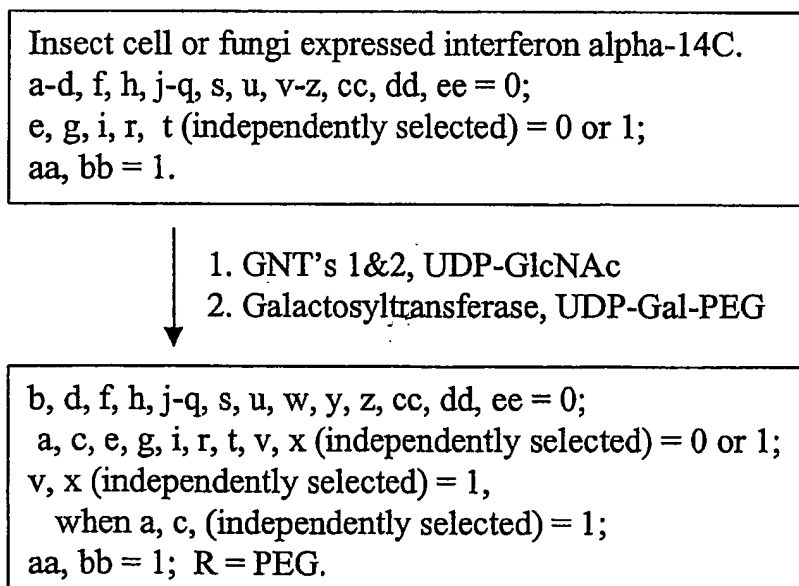 Insect cell or fungi expressed interferon alpha-14C.
a-d, f, h, j-q, s, u, v-z, cc, dd, ee = 0;
e, g, i, r, t (independently selected) = 0 or 1;
aa, bb = 1.
1. GNT's 1&2, UDP-GlcNAc
2. Galactosyltransferase, UDP-Gal-PEG
b, d, f, h, j-q, s, u, w, y, z, cc, dd, ee = 0;
a, c, e, g, i, r, t, v, x (independently selected) = 0 or 1;
v, x (independently selected) = 1,
when a, c, (independently selected) = 1;
aa, bb = 1; R = PEG.